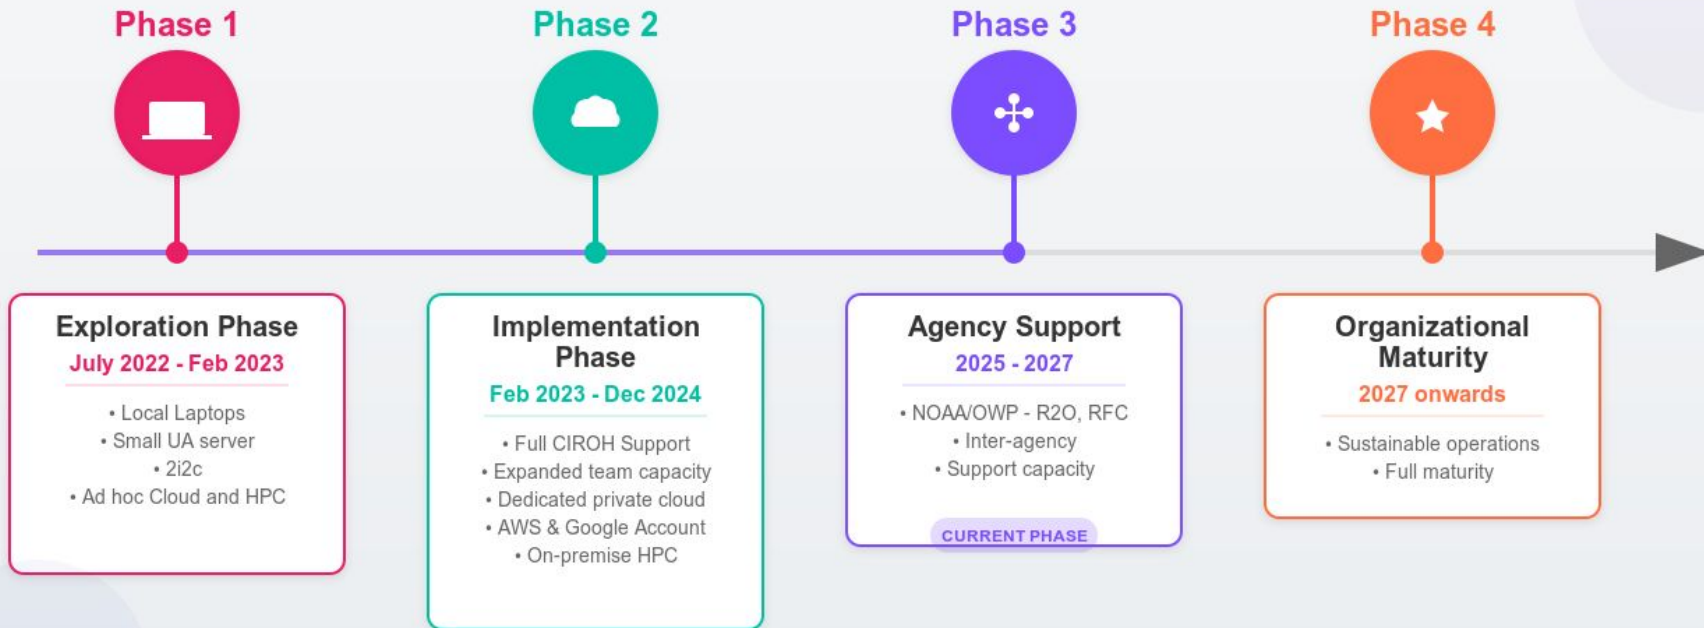 Phase 1
Phase 2
Phase 3
Phase 4
Exploration Phase
July 2022 - Feb 2023
• Local Laptops
• Small UA server
• 2i2c
• Ad hoc Cloud and HPC
Implementation
Phase
Feb 2023 - Dec 2024
• Full CIROH Support
• Expanded team capacity
• Dedicated private cloud
• AWS & Google Account
• On-premise HPC
Agency Support
2025 - 2027
• NOAA/OWP - R2O, RFC
• Inter-agency
• Support capacity
CURRENT PHASE
Organizational
Maturity
2027 onwards
• Sustainable operations
• Full maturity